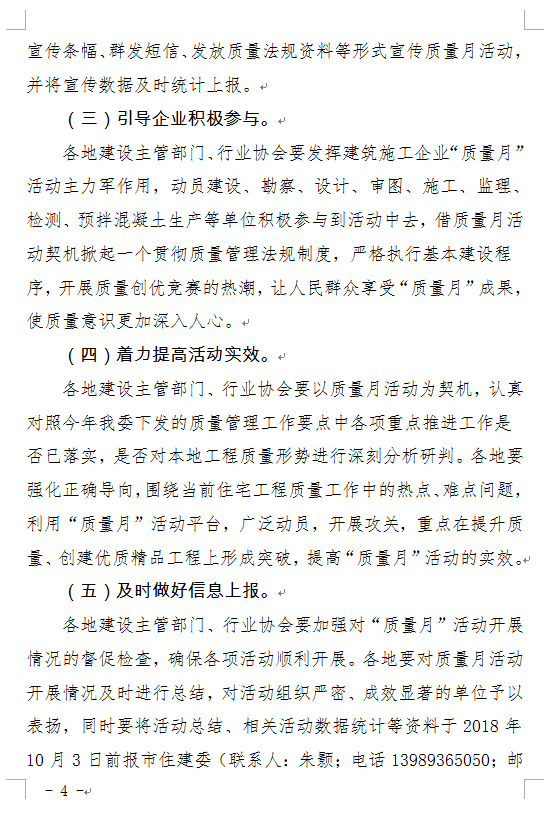 宣传条幅、群发短信、发放质量法规资料等形式宣传质量月活动，
并将宣传数据及时统计上报。
（三）引导企业积极参与。
各地建设主管部门、行业协会要发挥建筑施工企业“质量月”
活动主力军作用，动员建设、勘察、设计、审图、施工、监理、
检测、预拌混凝土生产等单位积极参与到活动中去，借质量月活
动契机掀起一个贯彻质量管理法规制度，严格执行基本建设程
序，开展质量创优竞赛的热潮，让人民群众享受“质量月”成果，
使质量意识更加深入人心。
（四）着力提高活动实效。
各地建设主管部门、行业协会要以质量月活动为契机，认真
对照今年我委下发的质量管理工作要点中各项重点推进工作是
否已落实，是否对本地工程质量形势进行深刻分析研判。各地要
强化正确导向，围绕当前住宅工程质量工作中的热点、难点问题，
利用“质量月”活动平台，广泛动员，开展攻关，重点在提升质
量、创建优质精品工程上形成突破，提高“质量月”活动的实效。
（五）及时做好信息上报。
各地建设主管部门、行业协会要加强对“质量月”活动开展
情况的督促检查，确保各项活动顺利开展。各地要对质量月活动
开展情况及时进行总结，对活动组织严密、成效显著的单位予以
表扬，同时要将活动总结、相关活动数据统计等资料于 2018 年
10 月 3 日前报市住建委（联系人：朱颢；电话 13989365050；邮
- 4 -